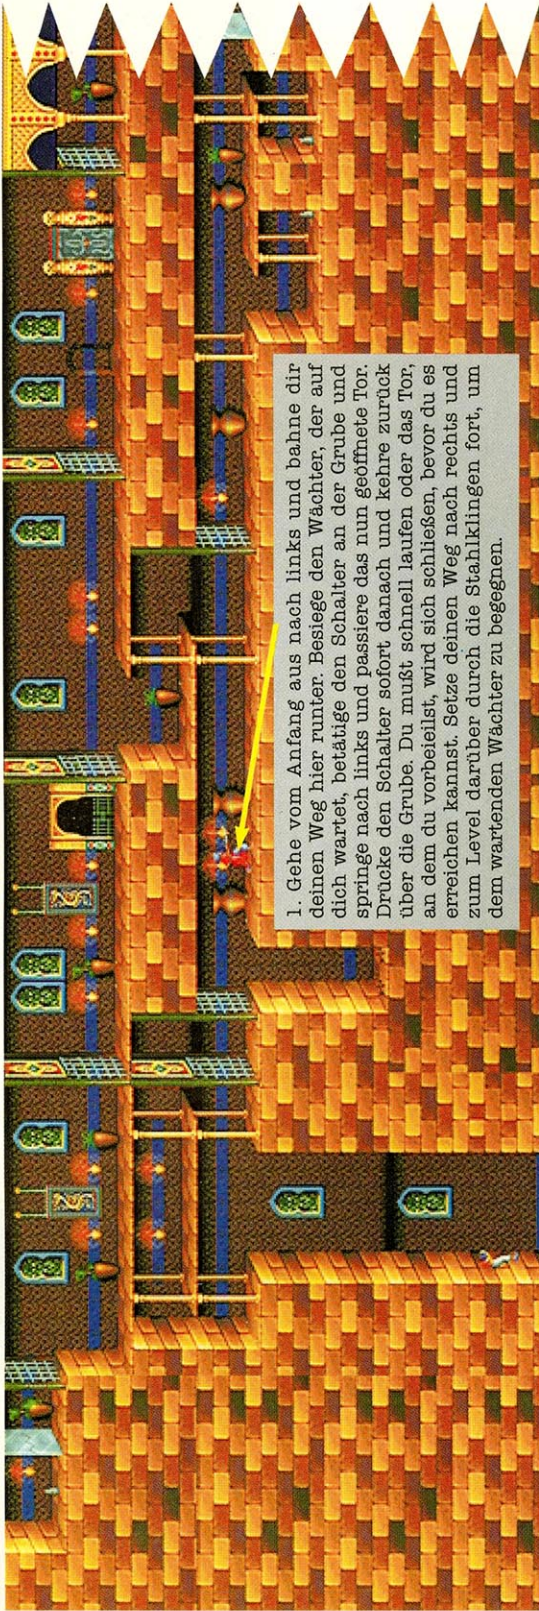 1. Gehe vom Anfang aus nach links und bahne dir
deinen Weg hier runter. Besiege den Wächter, der auf
dich wartet, betätige den Schalter an der Grube und
springe nach links und passiere das nun geöffnete Tor.
Drücke den Schalter sofort danach und kehre zurück
über die Grube. Du mußt schnell laufen oder das Tor,
an dem du vorbeieilst, wird sich schließen, bevor du es
erreichen kannst. Setze deinen Weg nach rechts und
zum Level darüber durch die Stahlklingen fort, um
dem wartenden Wächter zu begegnen.